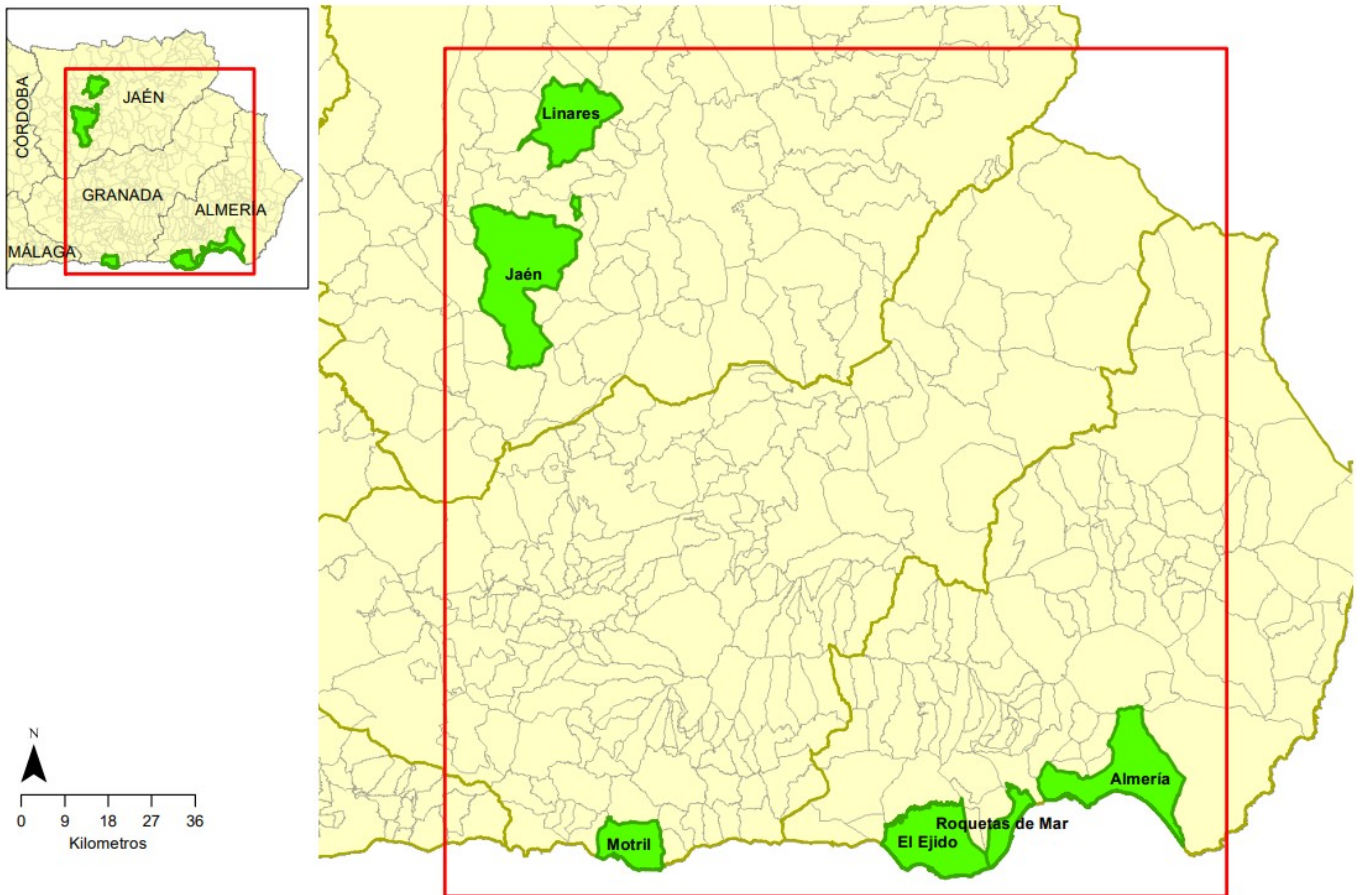 CÓRDOBA
JAÉN
GRANADA
ALMERÍA
MÁLAGA
Linares
Jaén
Almería
Roquetas de Mar
El Ejido
Motril
N
0 9 18 27 36
Kilometros